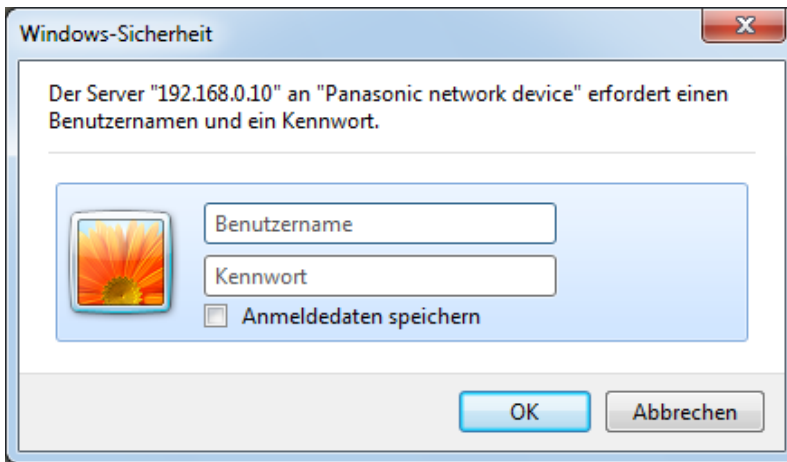 Windows-Sicherheit
Der Server "192.168.0.10" an "Panasonic network device" erfordert einen
Benutzernamen und ein Kennwort.
Benutzername
Kennwort
Anmeldedaten speichern
OK
Abbrechen